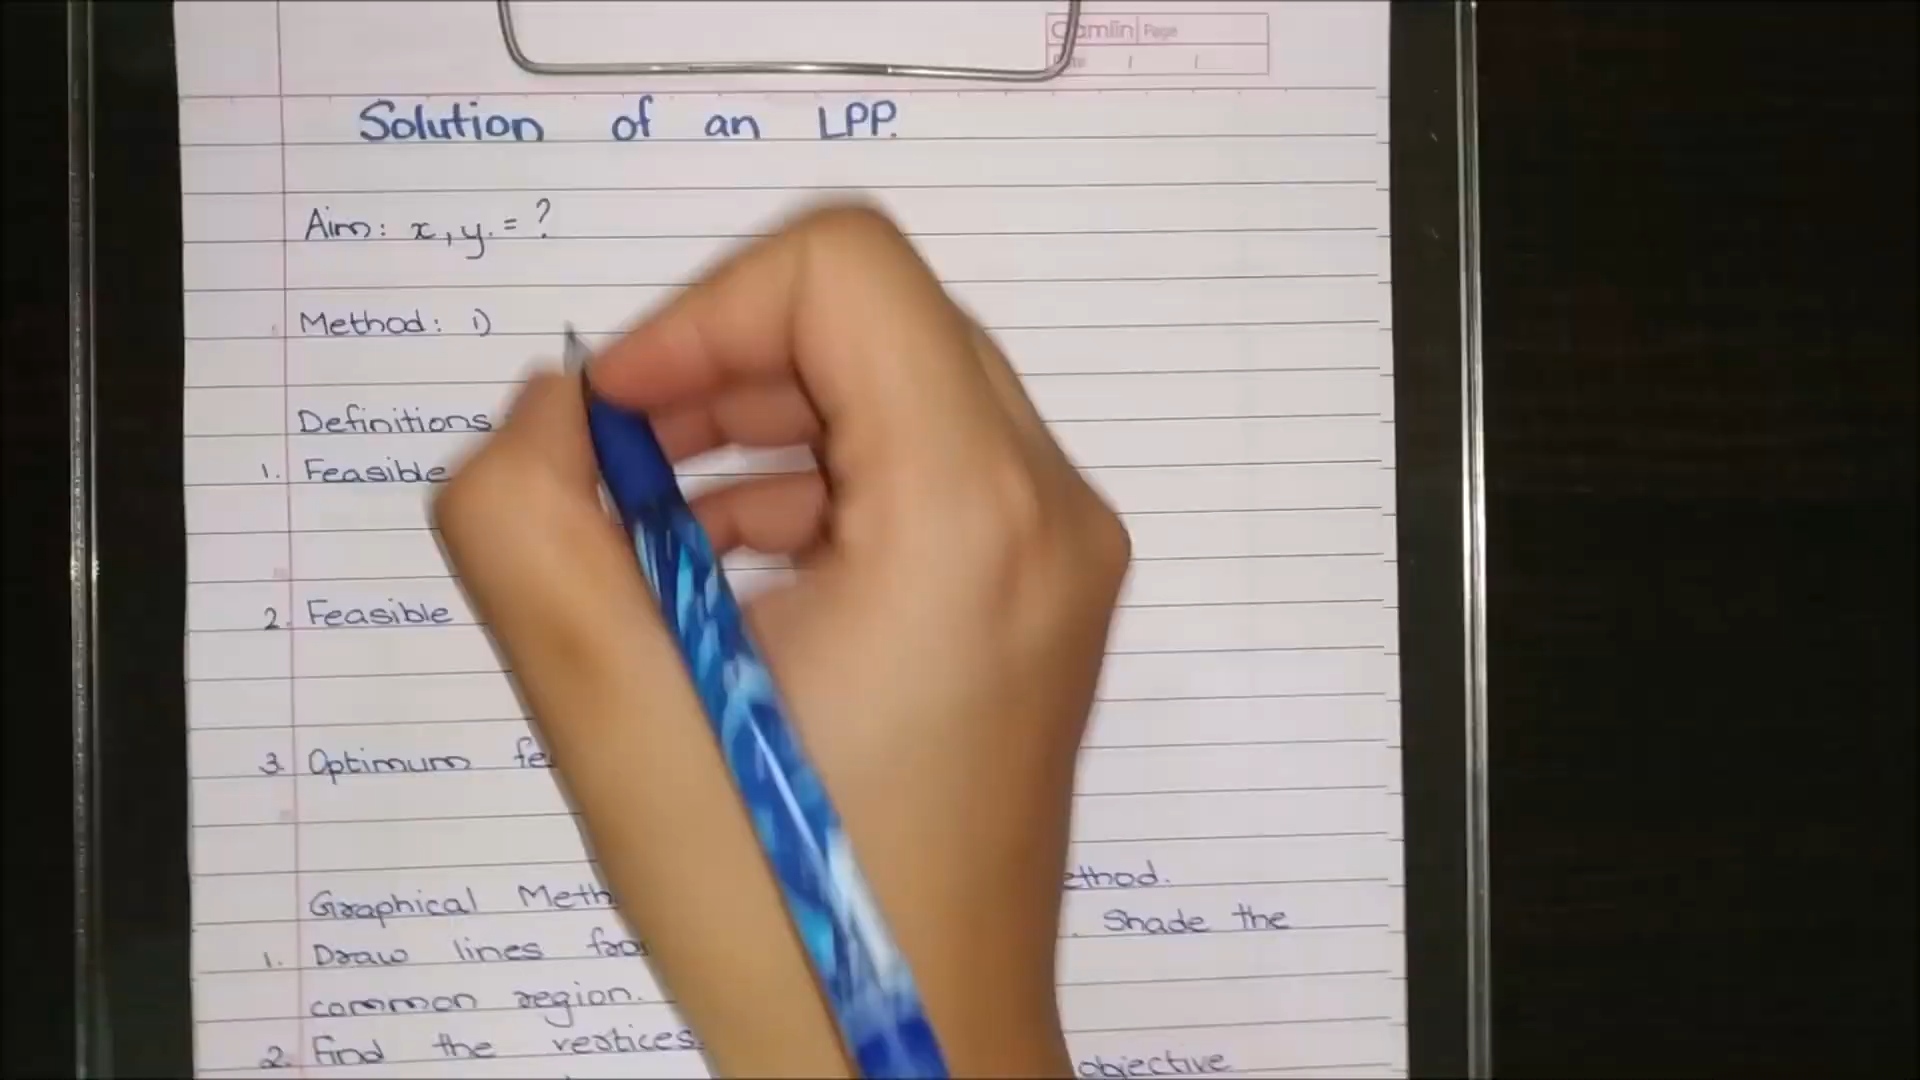 Camlin Page
Solution of an LPP.
Aim: x, y. = ?
Method: 1)
Definitions
1. Feasible
2. Feasible
3. Optimum
Graphical ethod.
1. Draw lines . Shade the
common region.
2. Find the vertices. objective